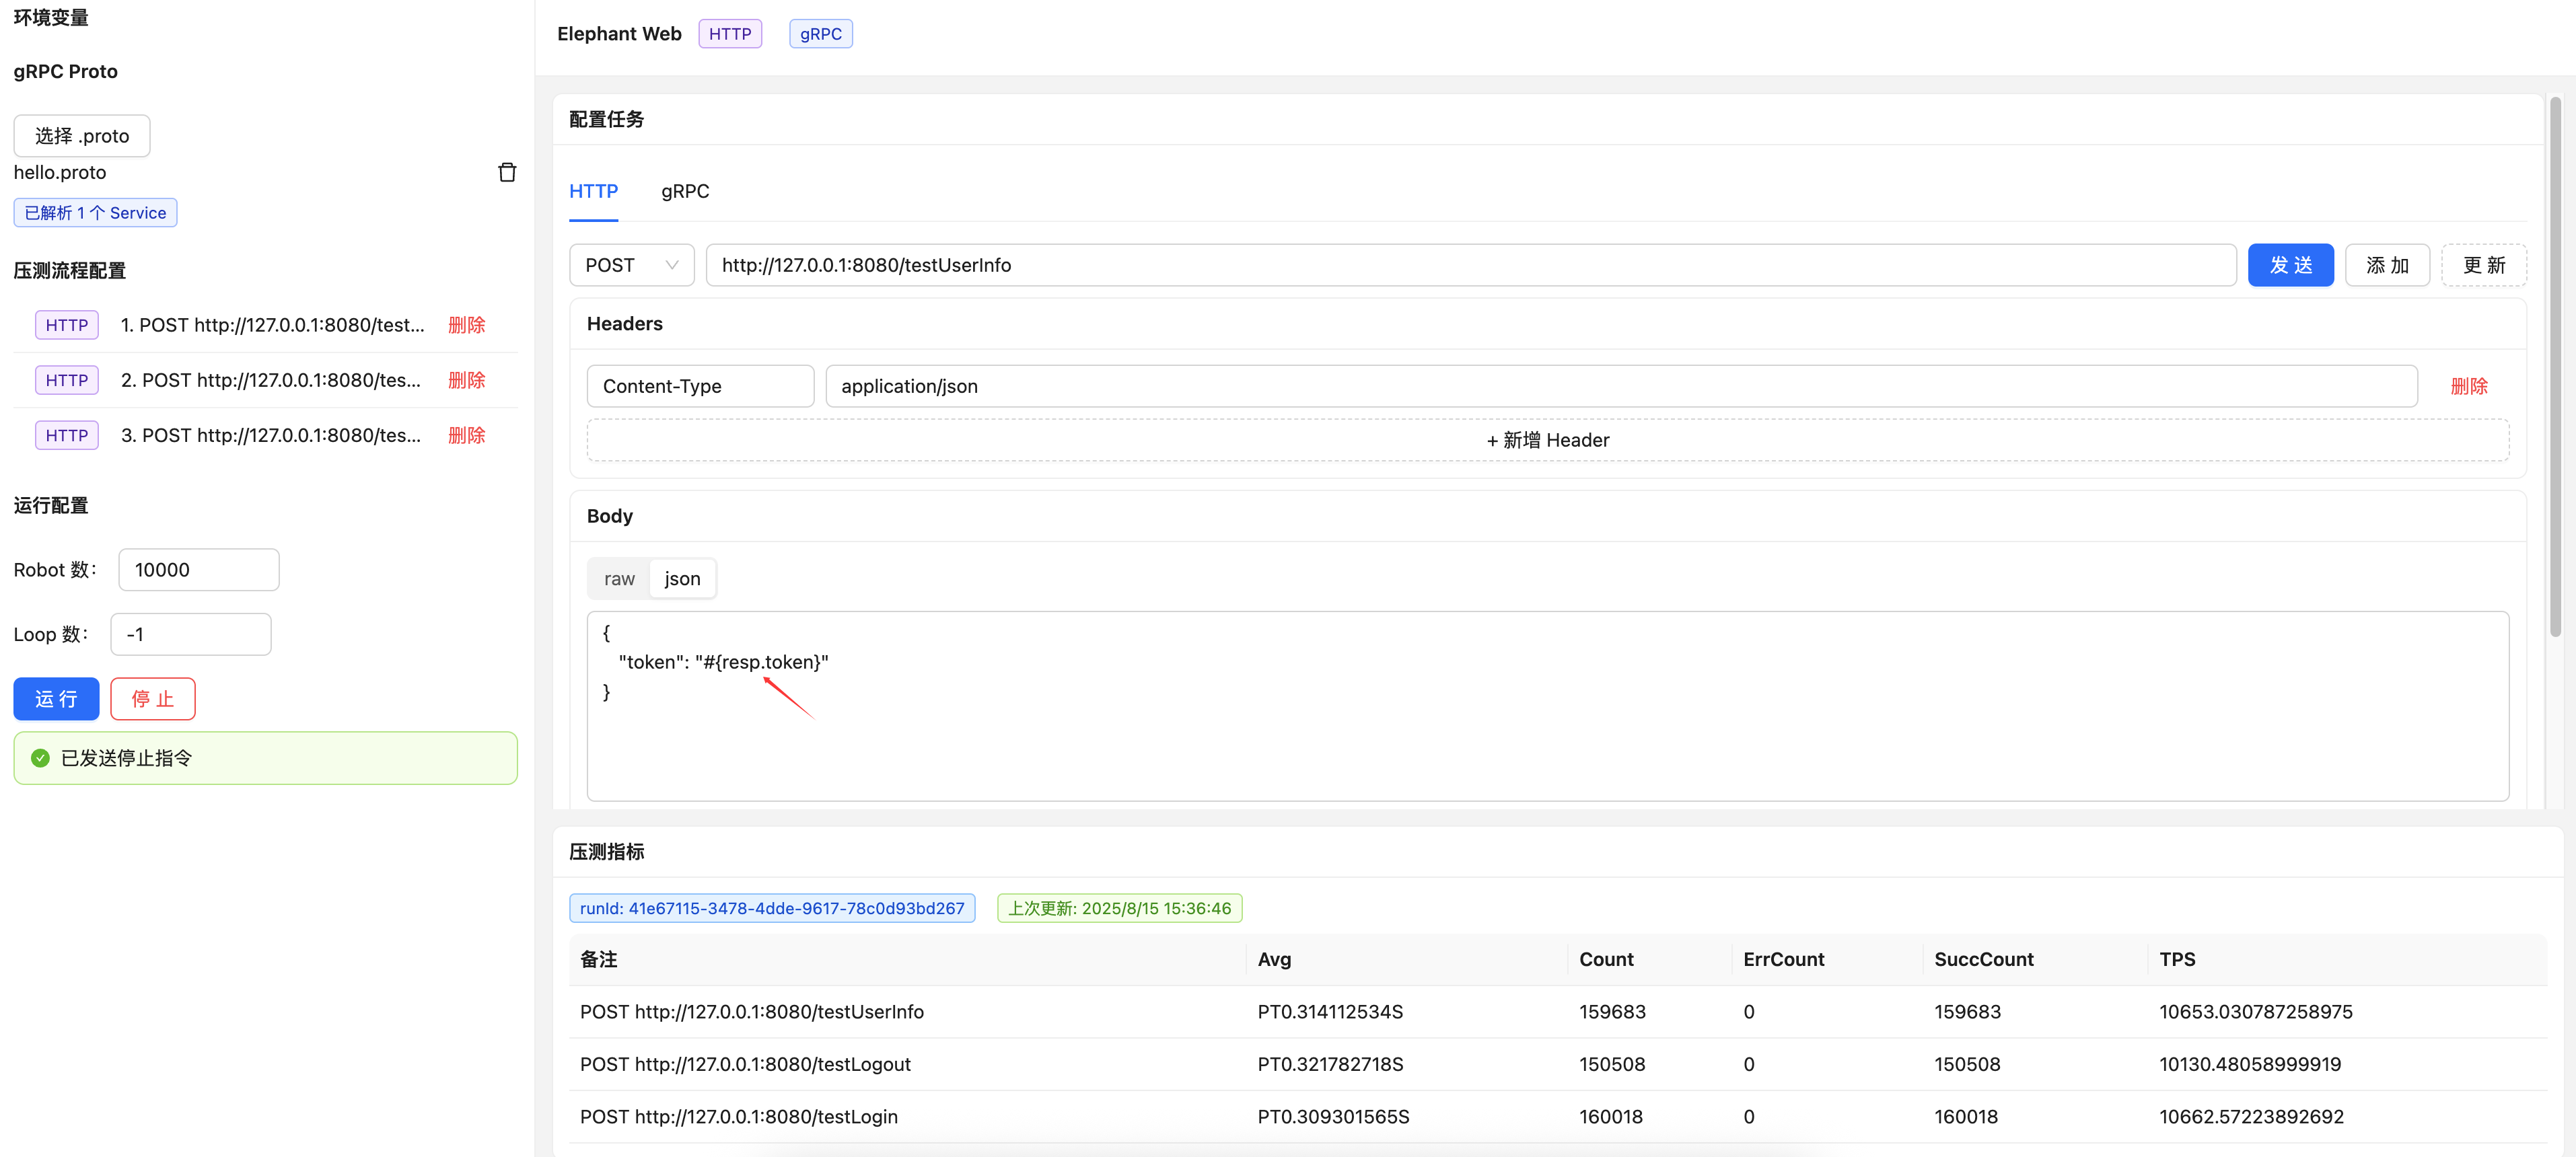 环境变量
gRPC Proto
选择 .proto
hello.proto
已解析 1 个 Service
压测流程配置
HTTP 1. POST http://127.0.0.1:8080/test... 删除
HTTP 2. POST http://127.0.0.1:8080/tes... 删除
HTTP 3. POST http://127.0.0.1:8080/tes... 删除
运行配置
Robot 数： 10000
Loop 数： -1
运 行 停 止
已发送停止指令
Elephant Web HTTP gRPC
配置任务
HTTP gRPC
POST http://127.0.0.1:8080/testUserInfo 发 送 添 加 更 新
Headers
Content-Type application/json 删除
+ 新增 Header
Body
raw json
{
"token": "#{resp.token}"
}
压测指标
runId: 41e67115-3478-4dde-9617-78c0d93bd267 上次更新: 2025/8/15 15:36:46
备注 Avg Count ErrCount SuccCount TPS
POST http://127.0.0.1:8080/testUserInfo PT0.314112534S 159683 0 159683 10653.030787258975
POST http://127.0.0.1:8080/testLogout PT0.321782718S 150508 0 150508 10130.48058999919
POST http://127.0.0.1:8080/testLogin PT0.309301565S 160018 0 160018 10662.57223892692